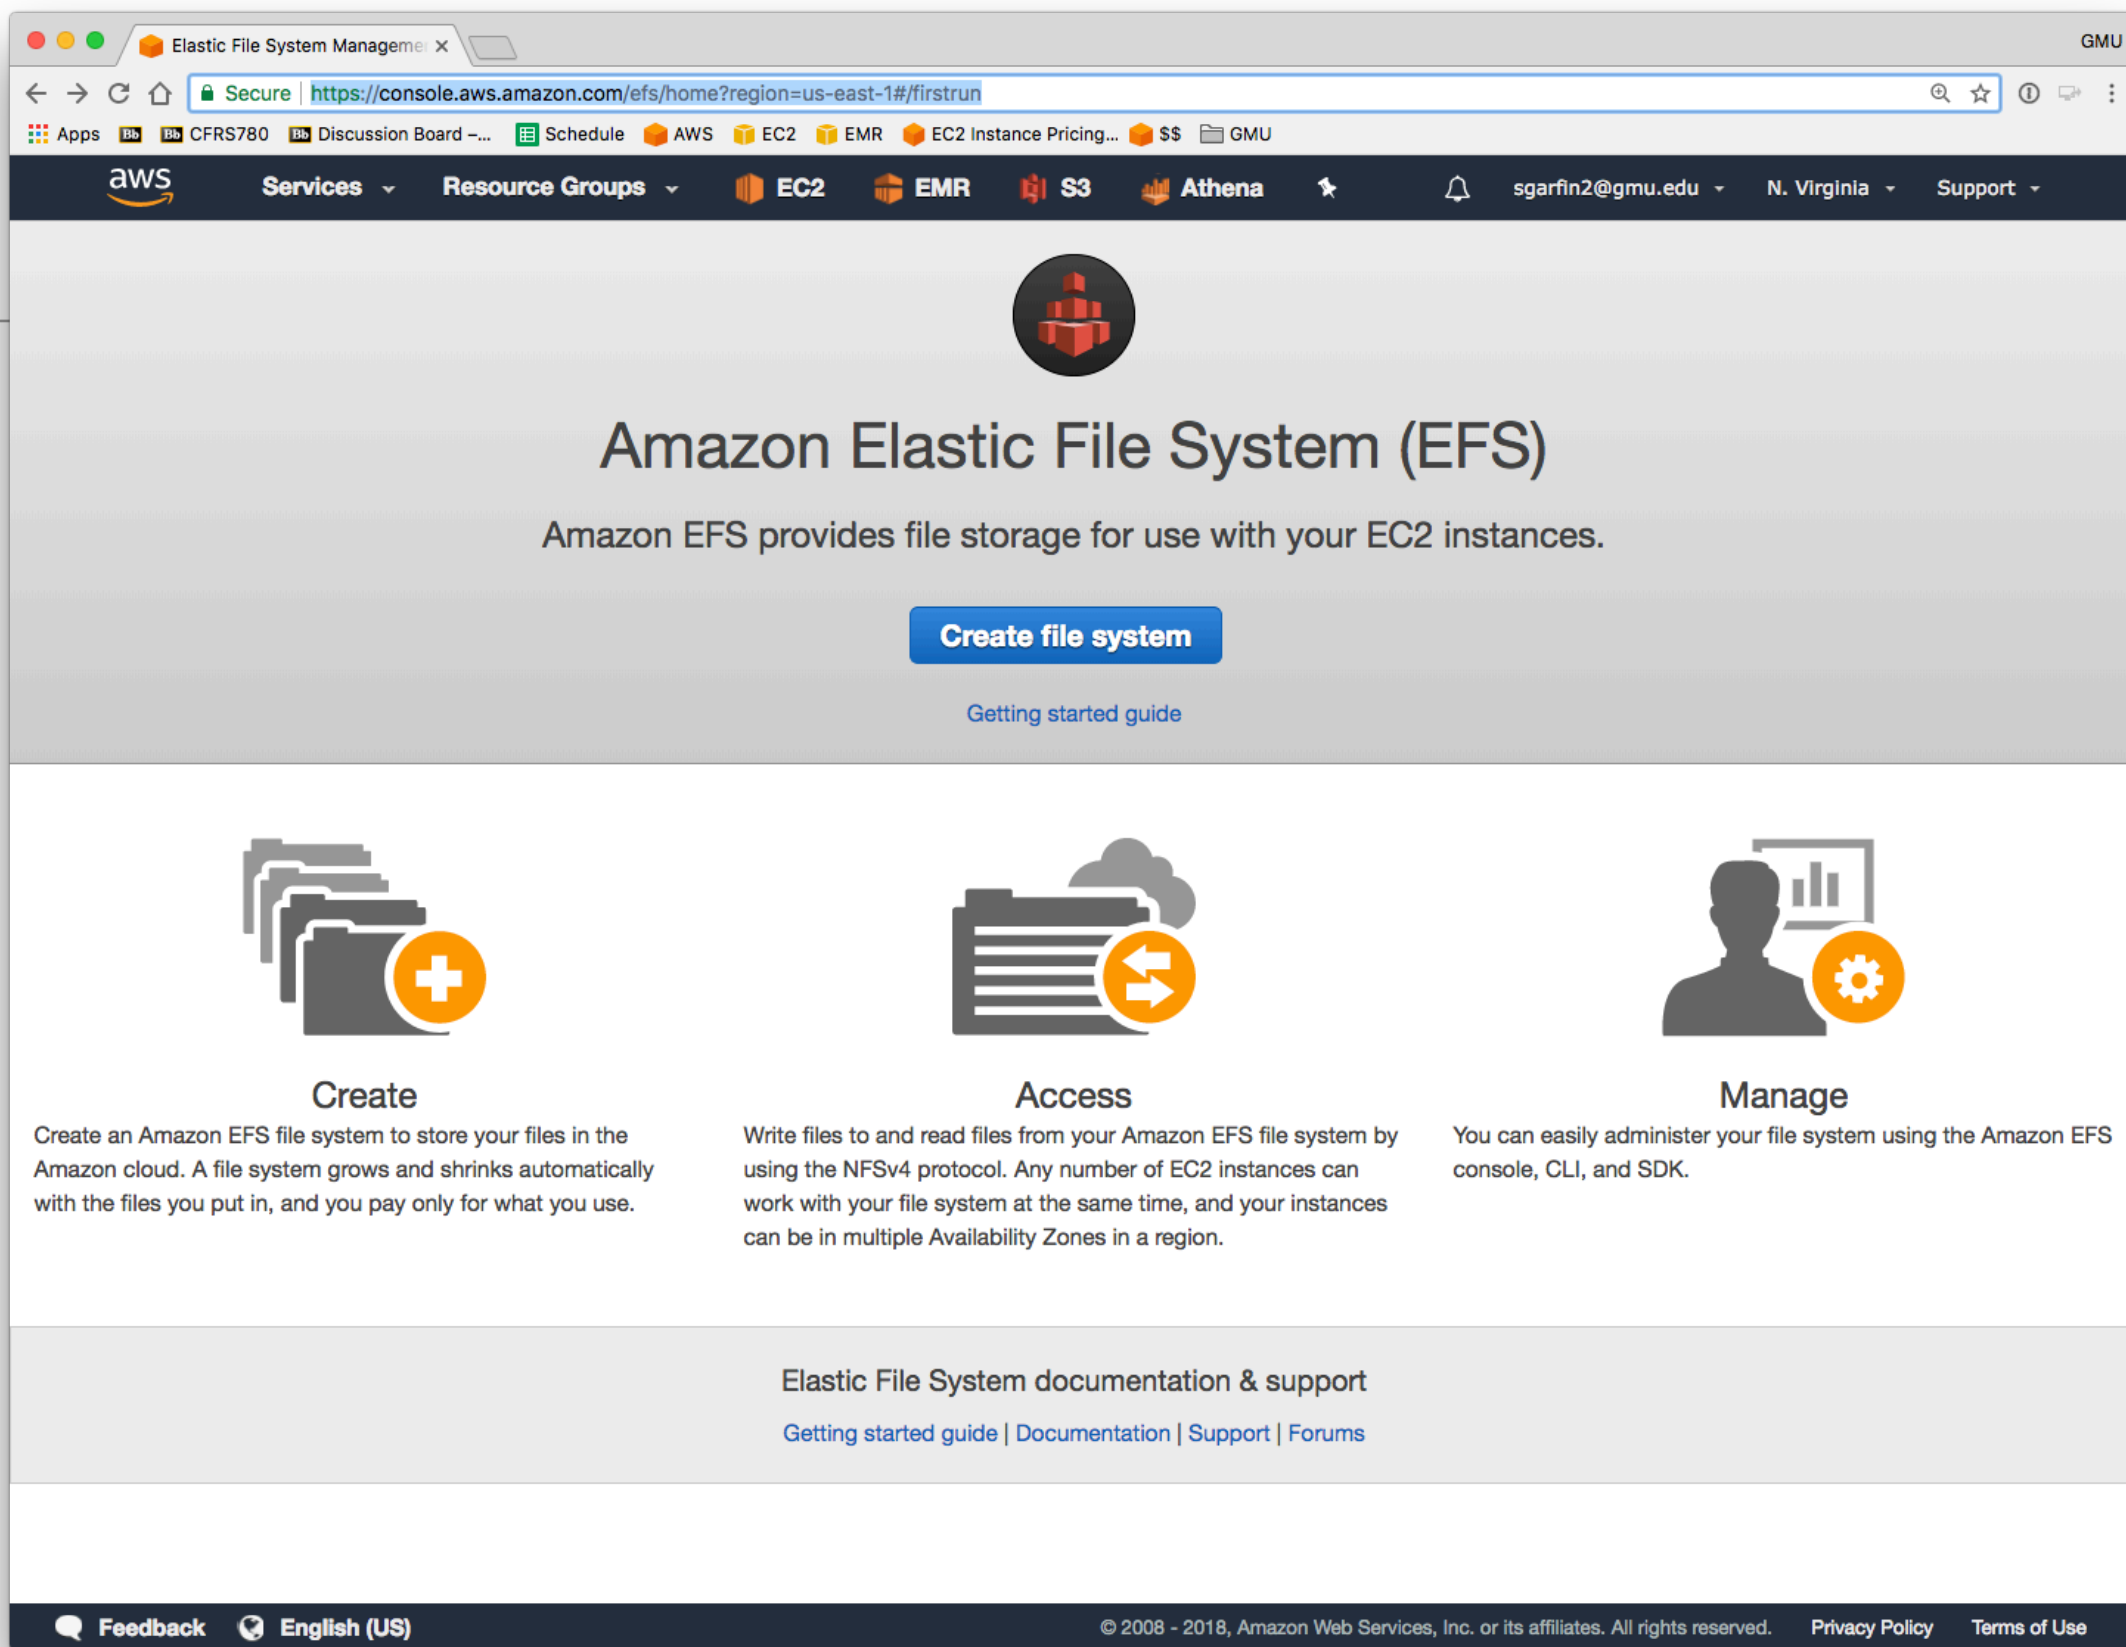 Elastic File System Manageme
GMU
Secure https://console.aws.amazon.com/efs/home?region=us-east-1#/firstrun
Apps Bb Bb CFRS780 Bb Discussion Board –... Schedule AWS EC2 EMR EC2 Instance Pricing... $$ GMU
aws Services Resource Groups EC2 EMR S3 Athena sgarfin2@gmu.edu N. Virginia Support
Amazon Elastic File System (EFS)
Amazon EFS provides file storage for use with your EC2 instances.
Create file system
Getting started guide
Create
Create an Amazon EFS file system to store your files in the
Amazon cloud. A file system grows and shrinks automatically
with the files you put in, and you pay only for what you use.
Access
Write files to and read files from your Amazon EFS file system by
using the NFSv4 protocol. Any number of EC2 instances can
work with your file system at the same time, and your instances
can be in multiple Availability Zones in a region.
Manage
You can easily administer your file system using the Amazon EFS
console, CLI, and SDK.
Elastic File System documentation & support
Getting started guide | Documentation | Support | Forums
Feedback English (US) © 2008 - 2018, Amazon Web Services, Inc. or its affiliates. All rights reserved. Privacy Policy Terms of Use